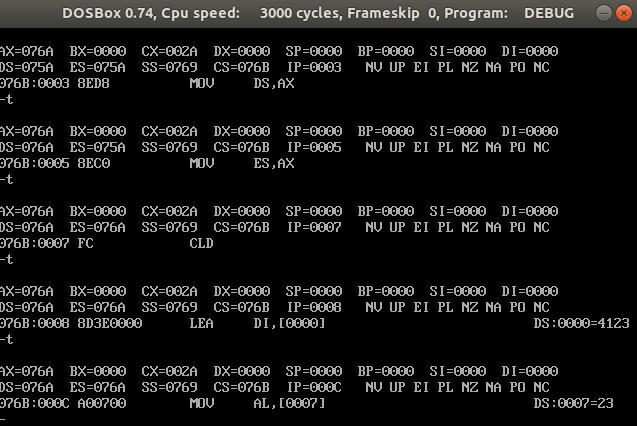 DOSBox 0.74, Cpu speed: 3000 cycles, Frameskip 0, Program: DEBUG
AX=076A BX=0000 CX=002A DX=0000 SP=0000 BP=0000 SI=0000 DI=0000
DS=075A ES=075A SS=0769 CS=076B IP=0003 NV UP EI PL NZ NA PO NC
076B:0003 8ED8 MOV DS,AX
-t
AX=076A BX=0000 CX=002A DX=0000 SP=0000 BP=0000 SI=0000 DI=0000
DS=076A ES=075A SS=0769 CS=076B IP=0005 NV UP EI PL NZ NA PO NC
076B:0005 8EC0 MOV ES,AX
-t
AX=076A BX=0000 CX=002A DX=0000 SP=0000 BP=0000 SI=0000 DI=0000
DS=076A ES=076A SS=0769 CS=076B IP=0007 NV UP EI PL NZ NA PO NC
076B:0007 FC CLD
-t
AX=076A BX=0000 CX=002A DX=0000 SP=0000 BP=0000 SI=0000 DI=0000
DS=076A ES=076A SS=0769 CS=076B IP=0008 NV UP EI PL NZ NA PO NC
076B:0008 8D3E0000 LEA DI,[0000] DS:0000=4123
-t
AX=076A BX=0000 CX=002A DX=0000 SP=0000 BP=0000 SI=0000 DI=0000
DS=076A ES=076A SS=0769 CS=076B IP=000C NV UP EI PL NZ NA PO NC
076B:000C A00700 MOV AL,[0007] DS:0007=23
-